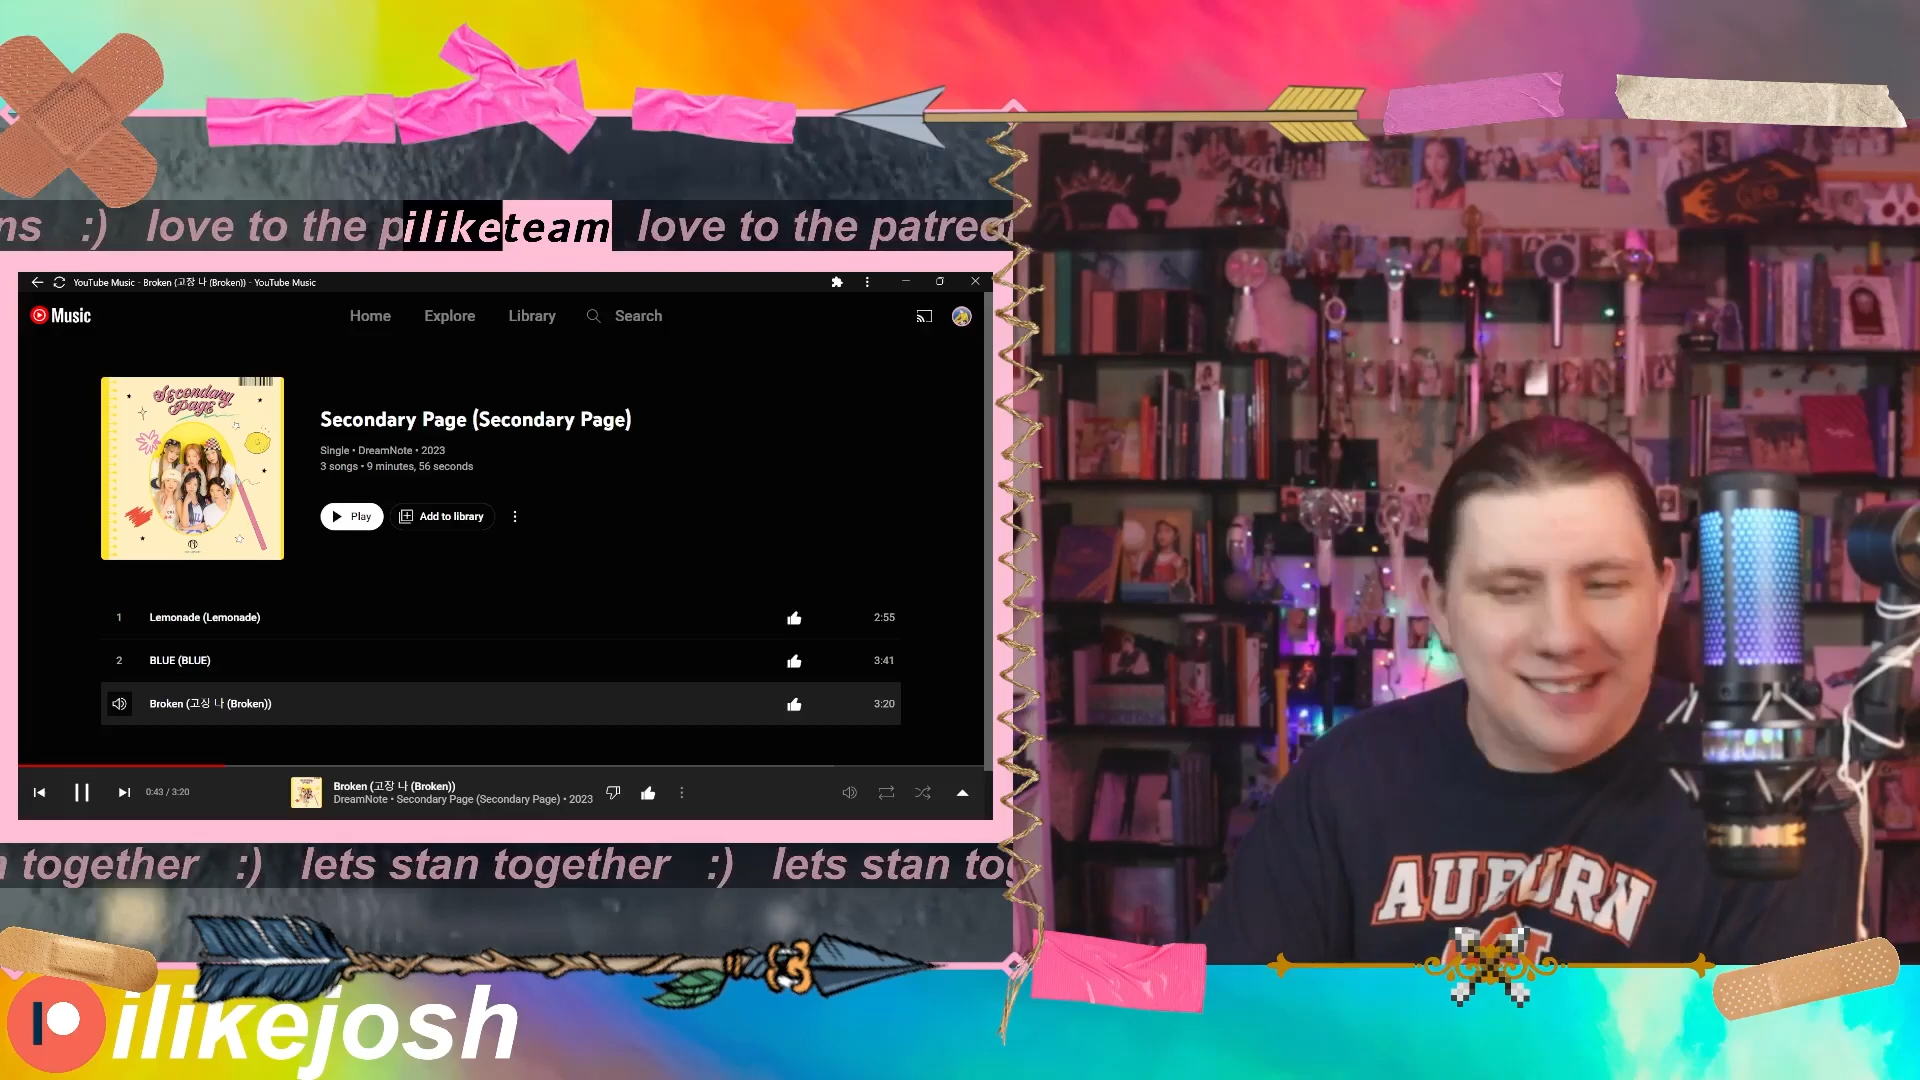 ns :) love to the p
iliketeam
love to the patreo
YouTube Music - Broken (고장 나 (Broken)) - YouTube Music
Music
Home Explore Library Search
Secondary Page
Secondary Page (Secondary Page)
Single • DreamNote • 2023
3 songs • 9 minutes, 56 seconds
Play Add to library
1 Lemonade (Lemonade) 2:55
2 BLUE (BLUE) 3:41
Broken (고장 나 (Broken)) 3:20
0:43 / 3:20
Broken (고장 나 (Broken))
DreamNote • Secondary Page (Secondary Page) • 2023
together :) lets stan together :) lets stan tog
AUBURN
ilikejosh